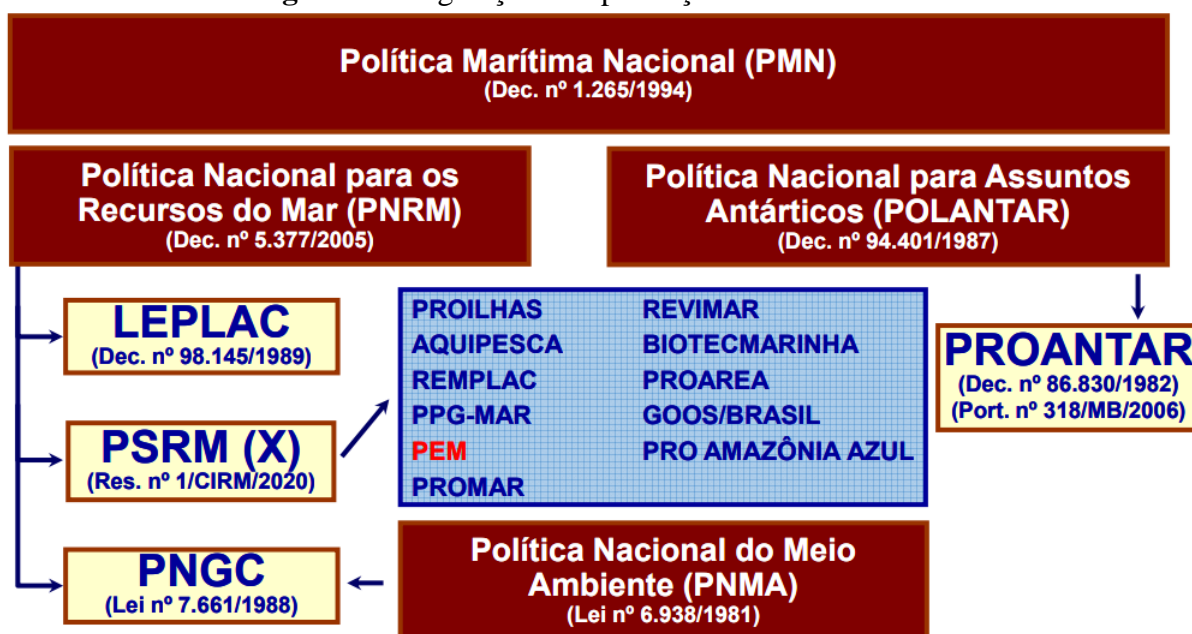 Política Marítima Nacional (PMN)
(Dec. nº 1.265/1994)
Política Nacional para os
Recursos do Mar (PNRM)
(Dec. nº 5.377/2005)
Política Nacional para Assuntos
Antárticos (POLANTAR)
(Dec. nº 94.401/1987)
LEPLAC
(Dec. nº 98.145/1989)
PSRM (X)
(Res. nº 1/CIRM/2020)
PNGC
(Lei nº 7.661/1988)
PROILHAS
AQUIPESCA
REMPLAC
PPG-MAR
PEM
PROMAR
REVIMAR
BIOTECMARINHA
PROAREA
GOOS/BRASIL
PRO AMAZÔNIA AZUL
PROANTAR
(Dec. nº 86.830/1982)
(Port. nº 318/MB/2006)
Política Nacional do Meio
Ambiente (PNMA)
(Lei nº 6.938/1981)